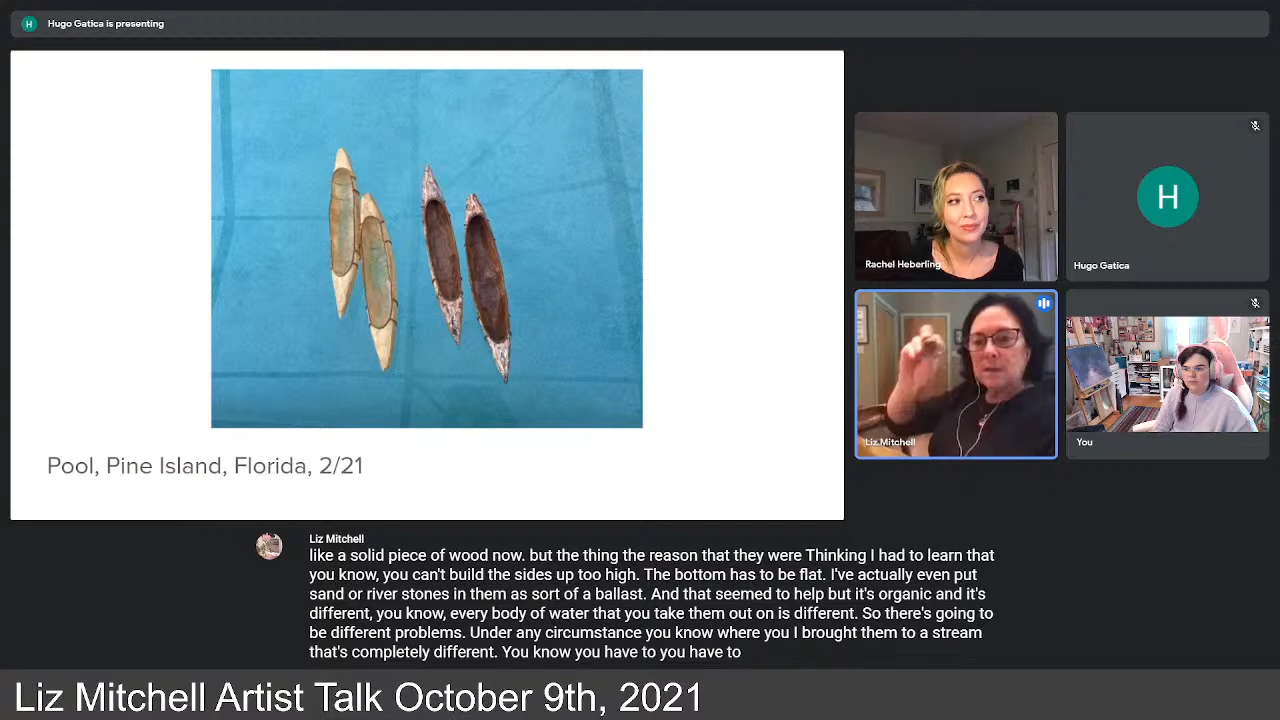 H
Hugo Gatica is presenting
Pool, Pine Island, Florida, 2/21
Rachel Heberling
H
Hugo Gatica
Liz Mitchell
You
Liz Mitchell
like a solid piece of wood now. but the thing the reason that they were Thinking I had to learn that
you know, you can't build the sides up too high. The bottom has to be flat. I've actually even put
sand or river stones in them as sort of a ballast. And that seemed to help but it's organic and it's
different, you know, every body of water that you take them out on is different. So there's going to
be different problems. Under any circumstance you know where you I brought them to a stream
that's completely different. You know you have to you have to
Liz Mitchell Artist Talk October 9th, 2021